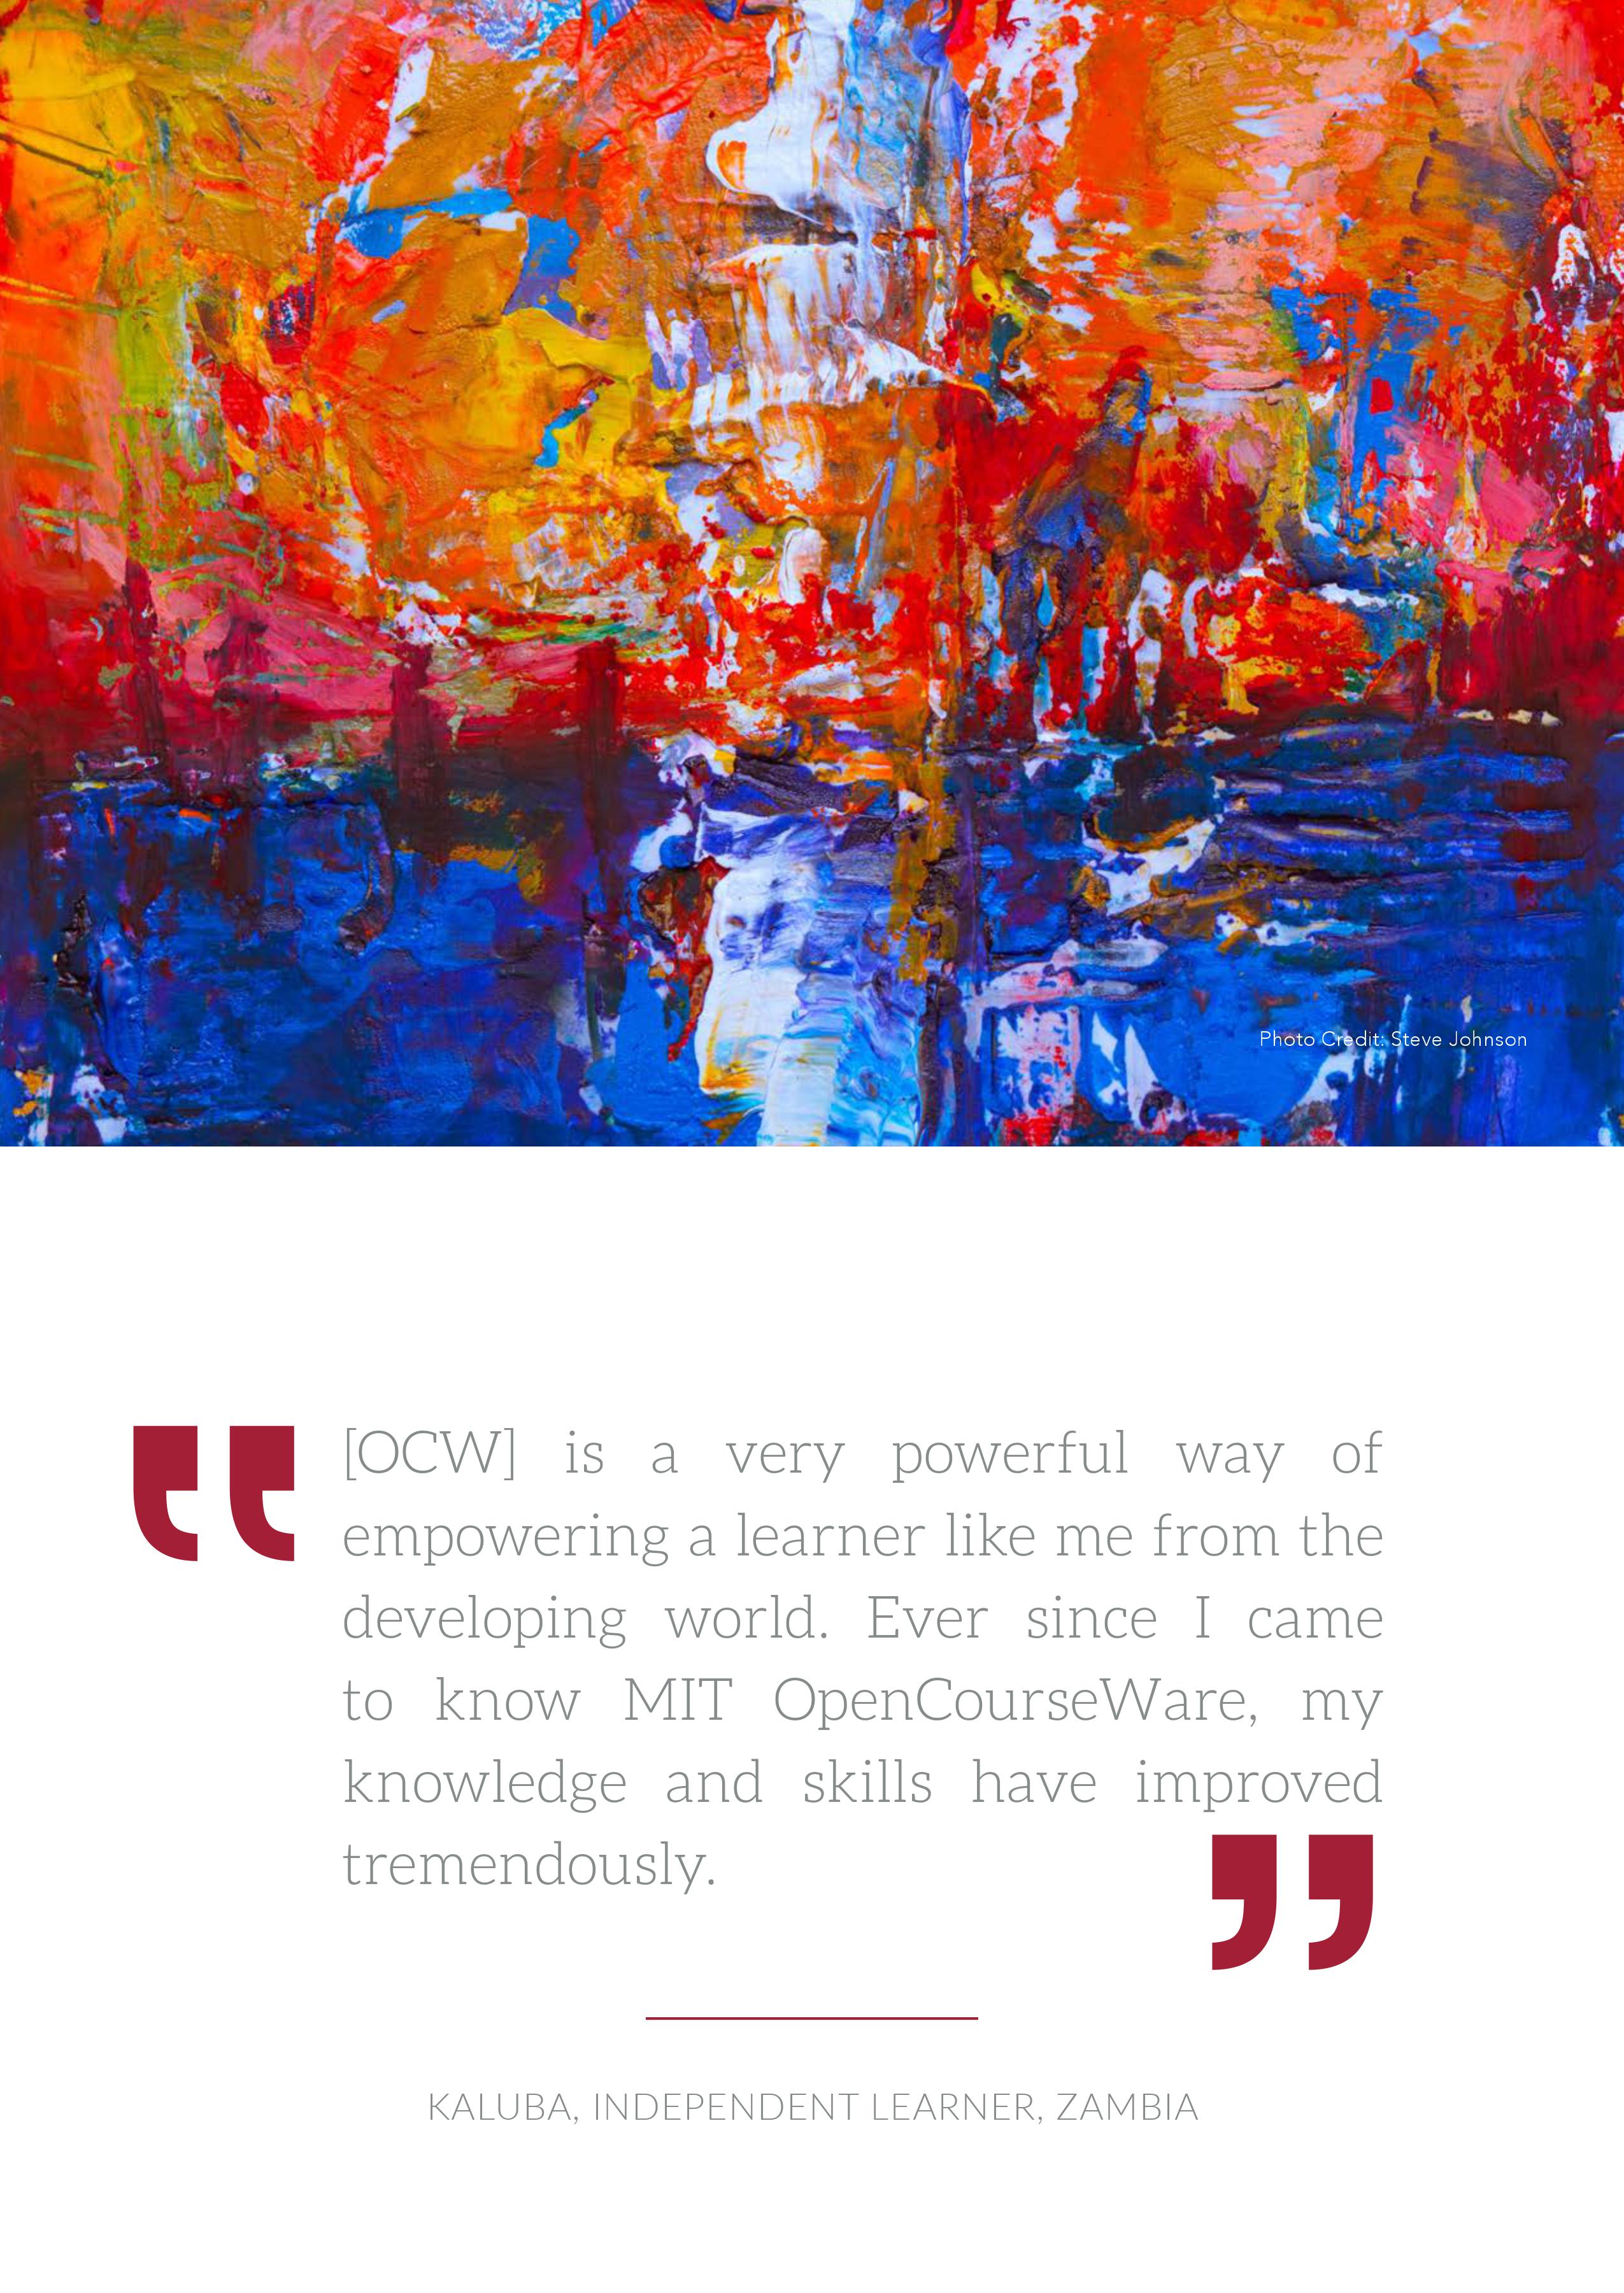 Photo Credit: Steve Johnson
“[OCW] is a very powerful way of
empowering a learner like me from the
developing world. Ever since I came
to know MIT OpenCourseWare, my
knowledge and skills have improved
tremendously.”
KALUBA, INDEPENDENT LEARNER, ZAMBIA